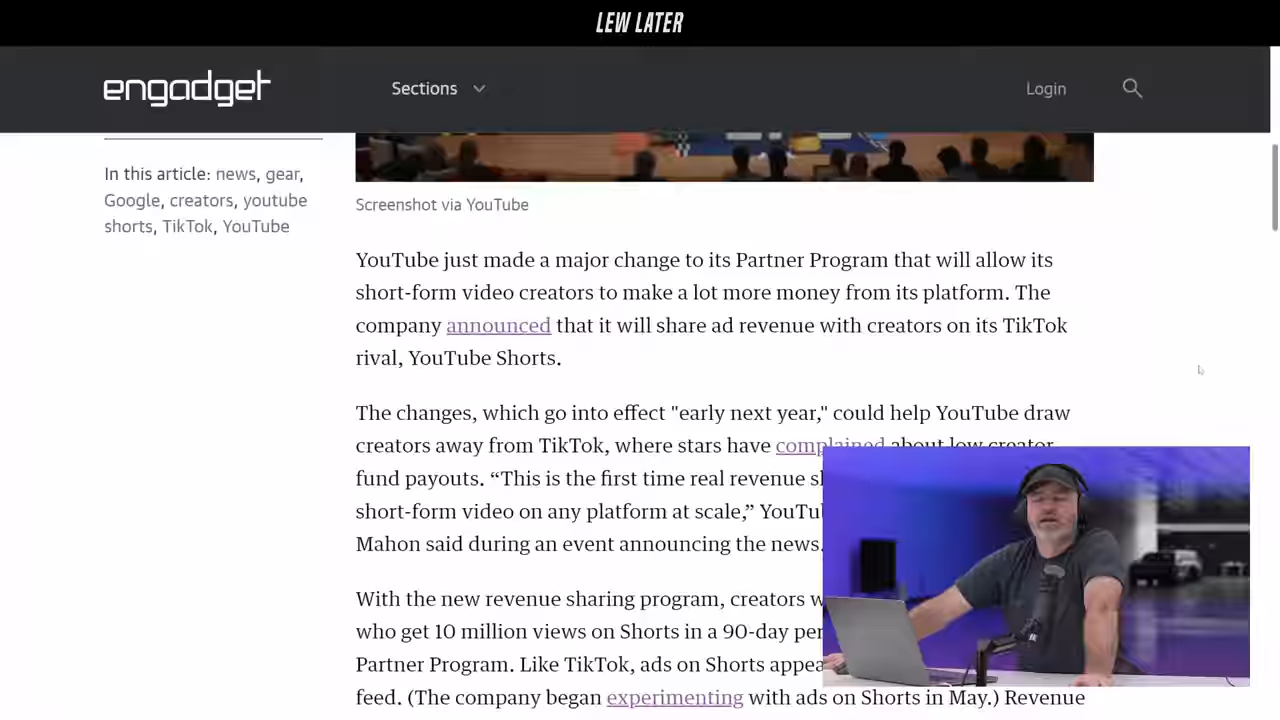 LEW LATER
engadget
Sections
Login
In this article: news, gear,
Google, creators, youtube
shorts, TikTok, YouTube
Screenshot via YouTube
YouTube just made a major change to its Partner Program that will allow its
short-form video creators to make a lot more money from its platform. The
company announced that it will share ad revenue with creators on its TikTok
rival, YouTube Shorts.
The changes, which go into effect "early next year," could help YouTube draw
creators away from TikTok, where stars have complained about low creator
fund payouts. “This is the first time real revenue
short-form video on any platform at scale,”
Mahon said during an event announcing the news.
With the new revenue sharing program, creators
who get 10 million views on Shorts in a 90-day
Partner Program. Like TikTok, ads on Shorts
feed. (The company began experimenting with ads on Shorts in May.) Revenue